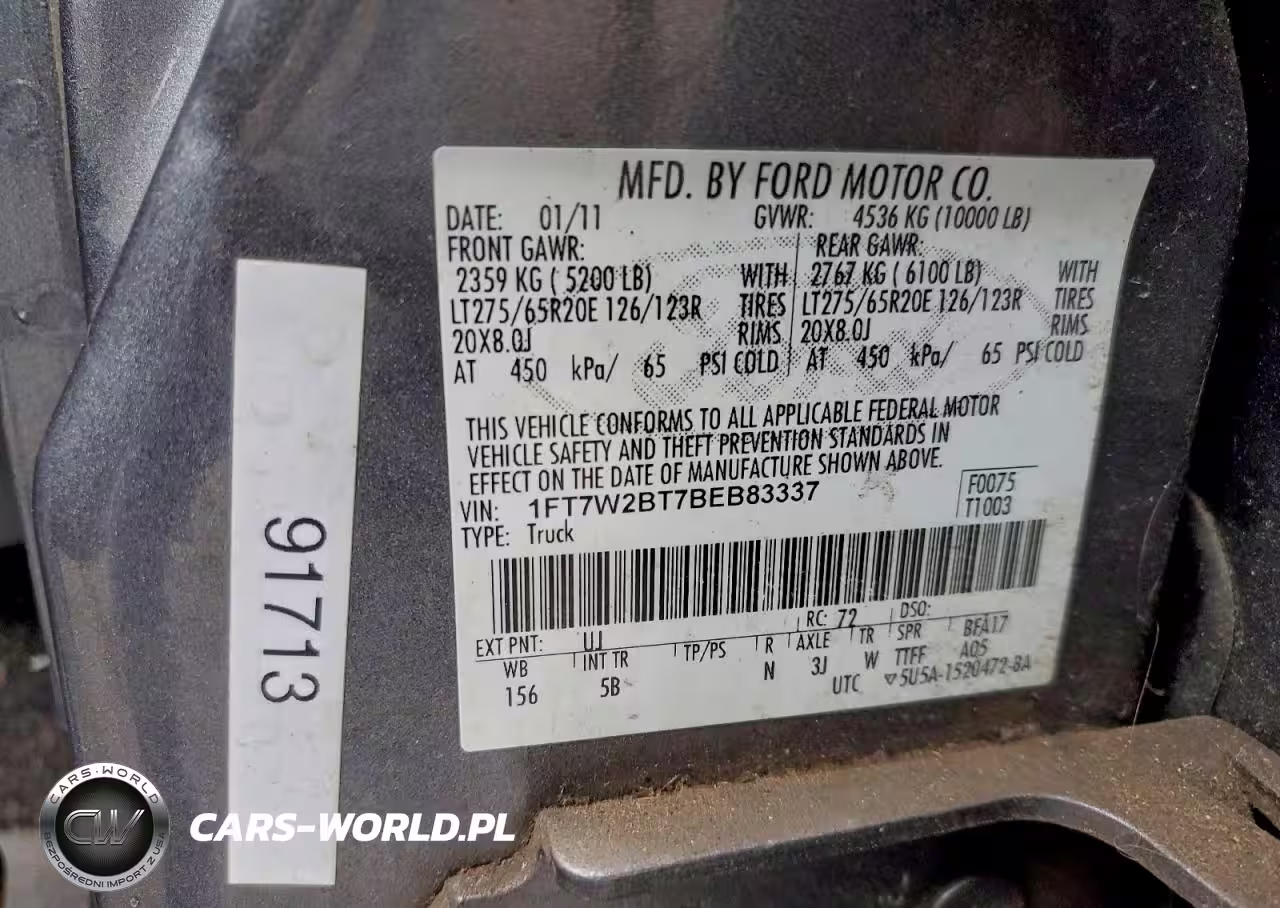 MFD. BY FORD MOTOR CO.
DATE: 01/11 GVWR: 4536 KG (10000 LB)
FRONT GAWR: REAR GAWR:
2359 KG ( 5200 LB) WITH 2767 KG ( 6100 LB) WITH
LT275/65R20E 126/123R TIRES LT275/65R20E 126/123R TIRES
20X8.0J RIMS 20X8.0J RIMS
AT 450 kPa/ 65 PSI COLD AT 450 kPa/ 65 PSI COLD
THIS VEHICLE CONFORMS TO ALL APPLICABLE FEDERAL MOTOR
VEHICLE SAFETY AND THEFT PREVENTION STANDARDS IN
EFFECT ON THE DATE OF MANUFACTURE SHOWN ABOVE.
VIN: 1FT7W2BT7BEB83337 F0075
TYPE: Truck T1003
EXT PNT: UJ RC: 72 DSO:
WB INT TR TP/PS R AXLE TR SPR BFA17
156 5B N 3J W TTFF A05
UTC ▽5U5A-1520472-BA
91713
CARS-WORLD
CW
BEZPOŚREDNI IMPORT Z USA
CARS-WORLD.PL